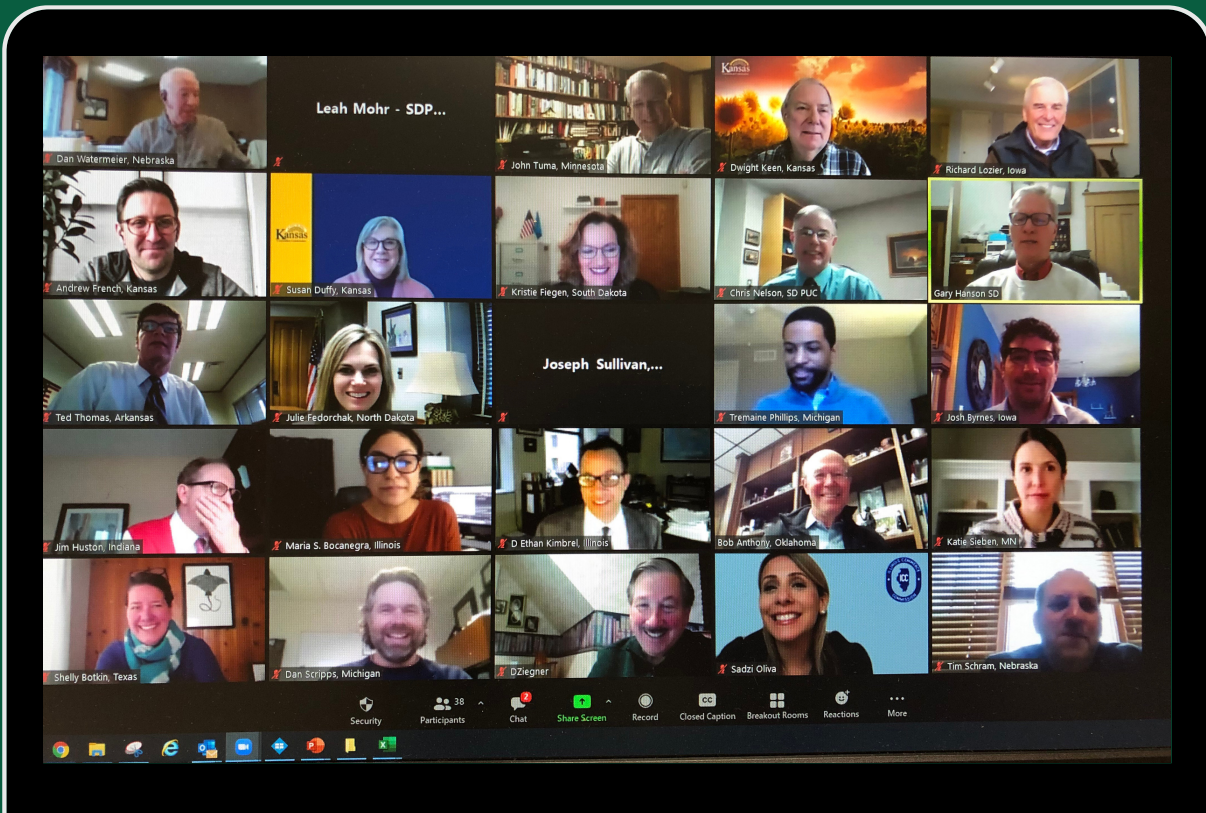 Dan Watermeier, Nebraska
Leah Mohr - SDP...
John Tuma, Minnesota
Kansas
Dwight Keen, Kansas
Richard Lozier, Iowa
Andrew French, Kansas
Kansas
Susan Duffy, Kansas
Kristie Fiegen, South Dakota
Chris Nelson, SD PUC
Gary Hanson SD
Ted Thomas, Arkansas
Julie Fedorchak, North Dakota
Joseph Sullivan,...
Tremaine Phillips, Michigan
Josh Byrnes, Iowa
Jim Huston, Indiana
Maria S. Bocanegra, Illinois
D Ethan Kimbrel, Illinois
Bob Anthony, Oklahoma
Katie Sieben, MN
Shelly Botkin, Texas
Dan Scripps, Michigan
DZiegner
ICC
Sadzi Oliva
Tim Schram, Nebraska
Security
38
Participants
2
Chat
Share Screen
Record
CC
Closed Caption
Breakout Rooms
Reactions
More